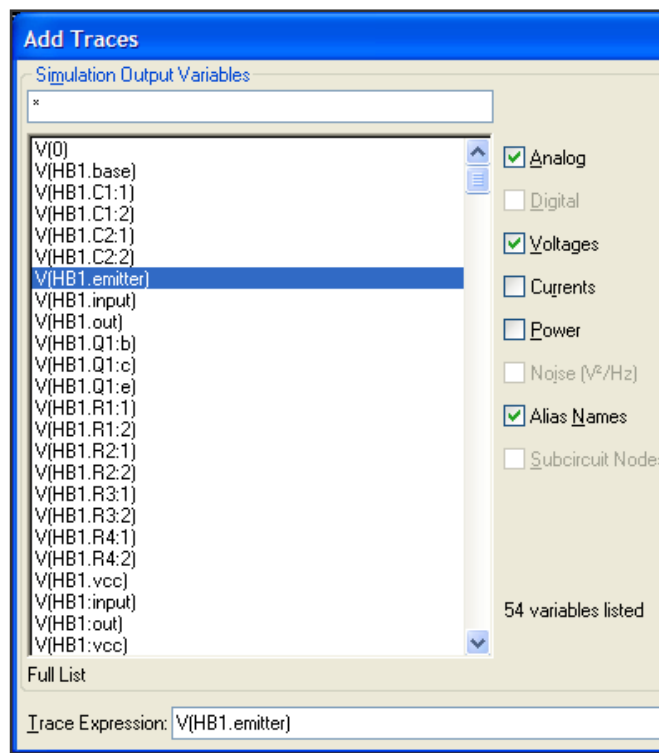 Add Traces
Simulation Output Variables
*
V(0)
V(HB1.base)
V(HB1.C1:1)
V(HB1.C1:2)
V(HB1.C2:1)
V(HB1.C2:2)
V(HB1.emitter)
V(HB1.input)
V(HB1.out)
V(HB1.Q1:b)
V(HB1.Q1:c)
V(HB1.Q1:e)
V(HB1.R1:1)
V(HB1.R1:2)
V(HB1.R2:1)
V(HB1.R2:2)
V(HB1.R3:1)
V(HB1.R3:2)
V(HB1.R4:1)
V(HB1.R4:2)
V(HB1.vcc)
V(HB1:input)
V(HB1:out)
V(HB1:vcc)
Analog
Digital
Voltages
Currents
Power
Noise (V²/Hz)
Alias Names
Subcircuit Nodes
54 variables listed
Full List
Trace Expression: V(HB1.emitter)